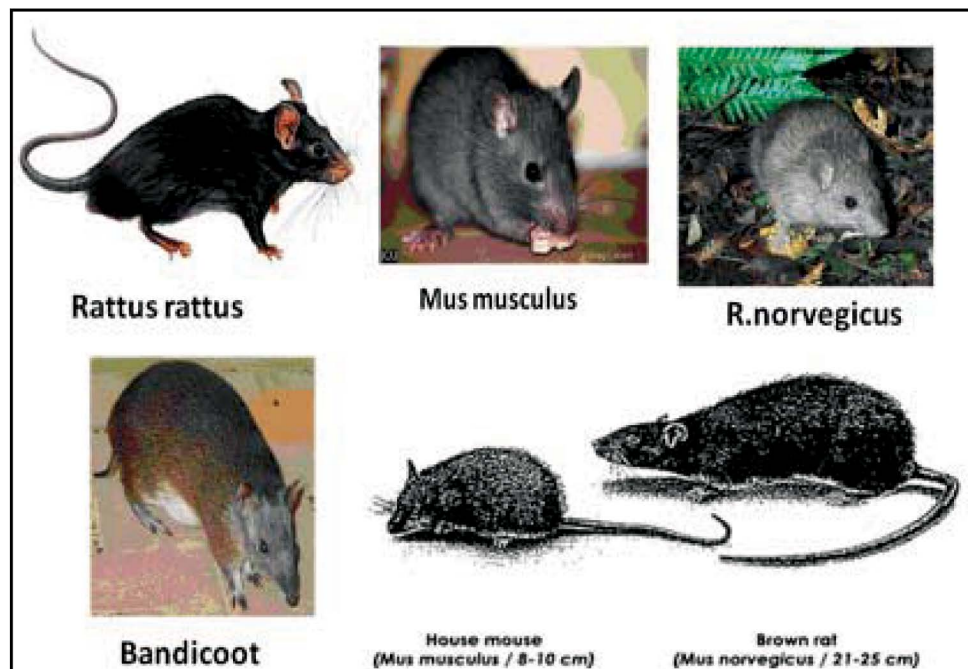 Rattus rattus
Mus musculus
R.norvegicus
Bandicoot
House mouse
(Mus musculus / 8-10 cm)
Brown rat
(Mus norvegicus / 21-25 cm)